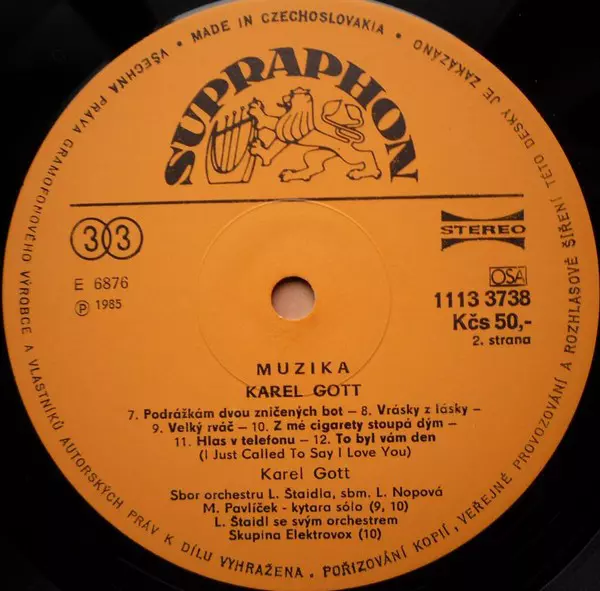 MADE IN CZECHOSLOVAKIA •
VŠECHNA PRÁVA GRAMOFONOVÉHO VÝROBCE A VLASTNÍKŮ AUTORSKÝCH PRÁV K DÍLU VYHRAŽENA. • POŘIZOVÁNÍ KOPIÍ, VEŘEJNÉ PROVOZOVÁNÍ A ROZHLASOVÉ ŠÍŘENÍ TÉTO DESKY JE ZAKÁZÁNO
SUPRAPHON
33
STEREO
E 6876
℗ 1985
OSA
1113 3738
Kčs 50,-
2. strana
MUZIKA
KAREL GOTT
7. Podrážkám dvou zničených bot – 8. Vrásky z lásky –
9. Velký rváč – 10. Z mé cigarety stoupá dým –
11. Hlas v telefonu – 12. To byl vám den
(I Just Called To Say I Love You)
Karel Gott
Sbor orchestru L. Štaidla, sbm. L. Nopová
M. Pavlíček - kytara sólo (9, 10)
L. Štaidl se svým orchestrem
Skupina Elektrovox (10)